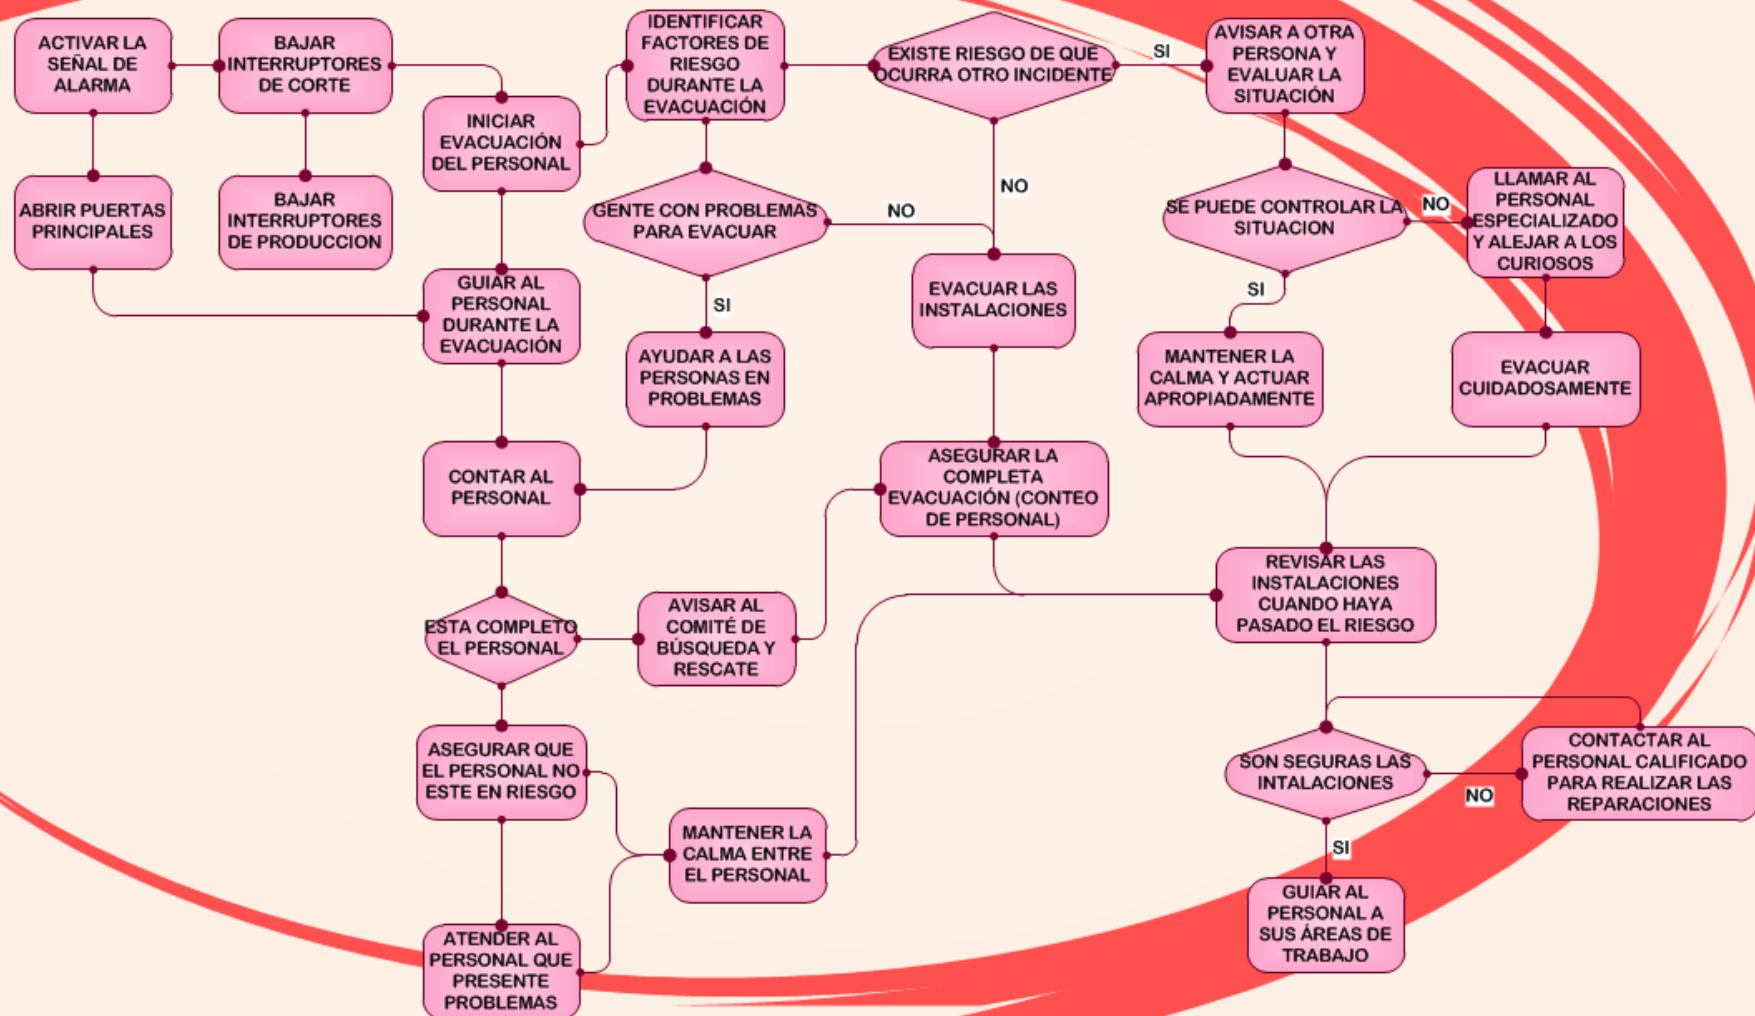 ACTIVAR LA
SEÑAL DE
ALARMA
BAJAR
INTERRUPTORES
DE CORTE
INICIAR
EVACUACIÓN
DEL PERSONAL
IDENTIFICAR
FACTORES DE
RIESGO
DURANTE LA
EVACUACIÓN
EXISTE RIESGO DE QUE
OCURRA OTRO INCIDENTE
SI
AVISAR A OTRA
PERSONA Y
EVALUAR LA
SITUACIÓN
ABRIR PUERTAS
PRINCIPALES
BAJAR
INTERRUPTORES
DE PRODUCCION
GENTE CON PROBLEMAS
PARA EVACUAR
NO
NO
SE PUEDE CONTROLAR LA
SITUACION
NO
LLAMAR AL
PERSONAL
ESPECIALIZADO
Y ALEJAR A LOS
CURIOSOS
GUIAR AL
PERSONAL
DURANTE LA
EVACUACIÓN
SI
EVACUAR LAS
INSTALACIONES
SI
AYUDAR A LAS
PERSONAS EN
PROBLEMAS
MANTENER LA
CALMA Y ACTUAR
APROPIADAMENTE
EVACUAR
CUIDADOSAMENTE
CONTAR AL
PERSONAL
ASEGURAR LA
COMPLETA
EVACUACIÓN (CONTEO
DE PERSONAL)
REVISAR LAS
INSTALACIONES
CUANDO HAYA
PASADO EL RIESGO
ESTA COMPLETO
EL PERSONAL
AVISAR AL
COMITÉ DE
BÚSQUEDA Y
RESCATE
ASEGURAR QUE
EL PERSONAL NO
ESTE EN RIESGO
SON SEGURAS LAS
INTALACIONES
NO
CONTACTAR AL
PERSONAL CALIFICADO
PARA REALIZAR LAS
REPARACIONES
MANTENER LA
CALMA ENTRE
EL PERSONAL
SI
GUIAR AL
PERSONAL A
SUS ÁREAS DE
TRABAJO
ATENDER AL
PERSONAL QUE
PRESENTE
PROBLEMAS